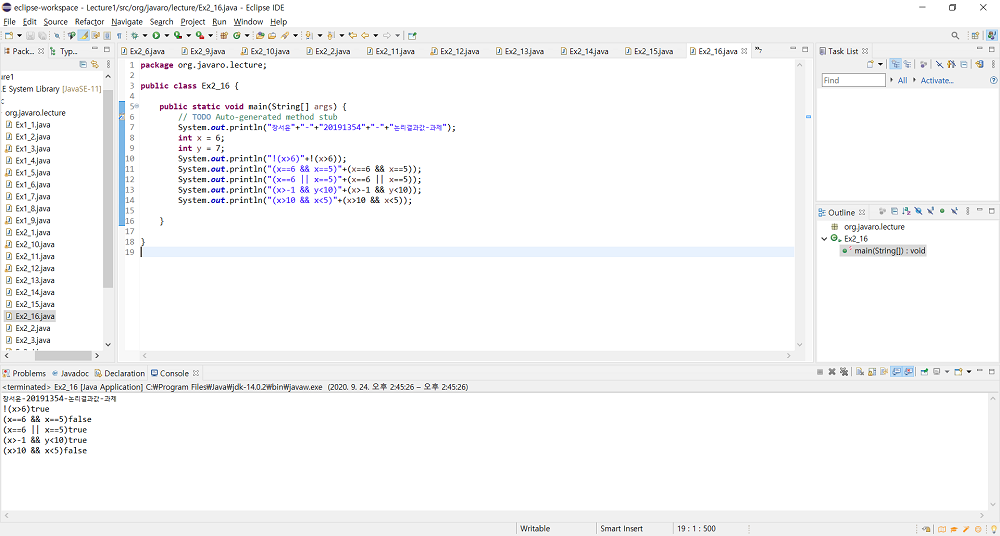 eclipse-workspace - Lecture1/src/org/javaro/lecture/Ex2_16.java - Eclipse IDE
File Edit Source Refactor Navigate Search Project Run Window Help
Pack... Typ...
Ex2_6.java Ex2_9.java Ex2_10.java Ex2_2.java Ex2_11.java Ex2_12.java Ex2_13.java Ex2_14.java Ex2_15.java Ex2_16.java
ure1
E System Library [JavaSE-11]
c
org.javaro.lecture
Ex1_1.java
Ex1_2.java
Ex1_3.java
Ex1_4.java
Ex1_5.java
Ex1_6.java
Ex1_7.java
Ex1_8.java
Ex1_9.java
Ex2_1.java
Ex2_10.java
Ex2_11.java
Ex2_12.java
Ex2_13.java
Ex2_14.java
Ex2_15.java
Ex2_16.java
Ex2_2.java
Ex2_3.java
1 package org.javaro.lecture;
2
3 public class Ex2_16 {
4
5 public static void main(String[] args) {
6 // TODO Auto-generated method stub
7 System.out.println("장서윤"+"-"+"20191354"+"-"+"논리결과값-과제");
8 int x = 6;
9 int y = 7;
10 System.out.println("!(x>6)"+!(x>6));
11 System.out.println("(x==6 && x==5)"+(x==6 && x==5));
12 System.out.println("(x==6 || x==5)"+(x==6 || x==5));
13 System.out.println("(x>-1 && y<10)"+(x>-1 && y<10));
14 System.out.println("(x>10 && x<5)"+(x>10 && x<5));
15
16 }
17
18 }
19
Task List
Find All Activate...
Outline
org.javaro.lecture
Ex2_16
main(String[]) : void
Problems Javadoc Declaration Console
<terminated> Ex2_16 [Java Application] C:₩Program Files₩Java₩jdk-14.0.2₩bin₩javaw.exe (2020. 9. 24. 오후 2:45:26 – 오후 2:45:26)
장서윤-20191354-논리결과값-과제
!(x>6)true
(x==6 && x==5)false
(x==6 || x==5)true
(x>-1 && y<10)true
(x>10 && x<5)false
Writable Smart Insert 19 : 1 : 500